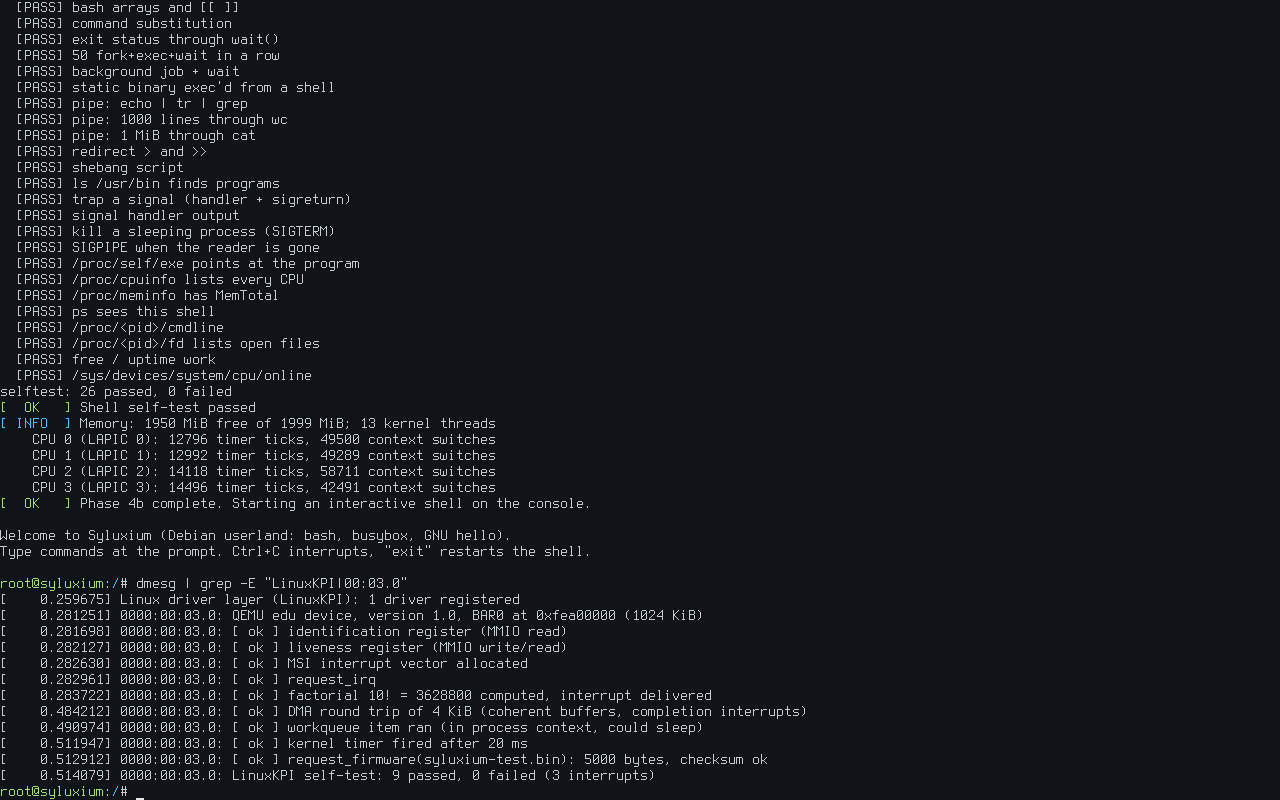 [PASS] bash arrays and [[ ]]
[PASS] command substitution
[PASS] exit status through wait()
[PASS] 50 fork+exec+wait in a row
[PASS] background job + wait
[PASS] static binary exec'd from a shell
[PASS] pipe: echo | tr | grep
[PASS] pipe: 1000 lines through wc
[PASS] pipe: 1 MiB through cat
[PASS] redirect > and >>
[PASS] shebang script
[PASS] ls /usr/bin finds programs
[PASS] trap a signal (handler + sigreturn)
[PASS] signal handler output
[PASS] kill a sleeping process (SIGTERM)
[PASS] SIGPIPE when the reader is gone
[PASS] /proc/self/exe points at the program
[PASS] /proc/cpuinfo lists every CPU
[PASS] /proc/meminfo has MemTotal
[PASS] ps sees this shell
[PASS] /proc/<pid>/cmdline
[PASS] /proc/<pid>/fd lists open files
[PASS] free / uptime work
[PASS] /sys/devices/system/cpu/online
selftest: 26 passed, 0 failed
[  OK   ] Shell self-test passed
[ INFO  ] Memory: 1950 MiB free of 1999 MiB; 13 kernel threads
CPU 0 (LAPIC 0): 12796 timer ticks, 49500 context switches
CPU 1 (LAPIC 1): 12992 timer ticks, 49289 context switches
CPU 2 (LAPIC 2): 14118 timer ticks, 58711 context switches
CPU 3 (LAPIC 3): 14496 timer ticks, 42491 context switches
[  OK   ] Phase 4b complete. Starting an interactive shell on the console.
Welcome to Syluxium (Debian userland: bash, busybox, GNU hello).
Type commands at the prompt. Ctrl+C interrupts, "exit" restarts the shell.
root@syluxium:/# dmesg | grep -E "LinuxKPI|00:03.0"
[    0.259675] Linux driver layer (LinuxKPI): 1 driver registered
[    0.281251] 0000:00:03.0: QEMU edu device, version 1.0, BAR0 at 0xfea00000 (1024 KiB)
[    0.281698] 0000:00:03.0: [ ok ] identification register (MMIO read)
[    0.282127] 0000:00:03.0: [ ok ] liveness register (MMIO write/read)
[    0.282630] 0000:00:03.0: [ ok ] MSI interrupt vector allocated
[    0.282961] 0000:00:03.0: [ ok ] request_irq
[    0.283722] 0000:00:03.0: [ ok ] factorial 10! = 3628800 computed, interrupt delivered
[    0.484212] 0000:00:03.0: [ ok ] DMA round trip of 4 KiB (coherent buffers, completion interrupts)
[    0.490974] 0000:00:03.0: [ ok ] workqueue item ran (in process context, could sleep)
[    0.511947] 0000:00:03.0: [ ok ] kernel timer fired after 20 ms
[    0.512912] 0000:00:03.0: [ ok ] request_firmware(syluxium-test.bin): 5000 bytes, checksum ok
[    0.514079] 0000:00:03.0: LinuxKPI self-test: 9 passed, 0 failed (3 interrupts)
root@syluxium:/#